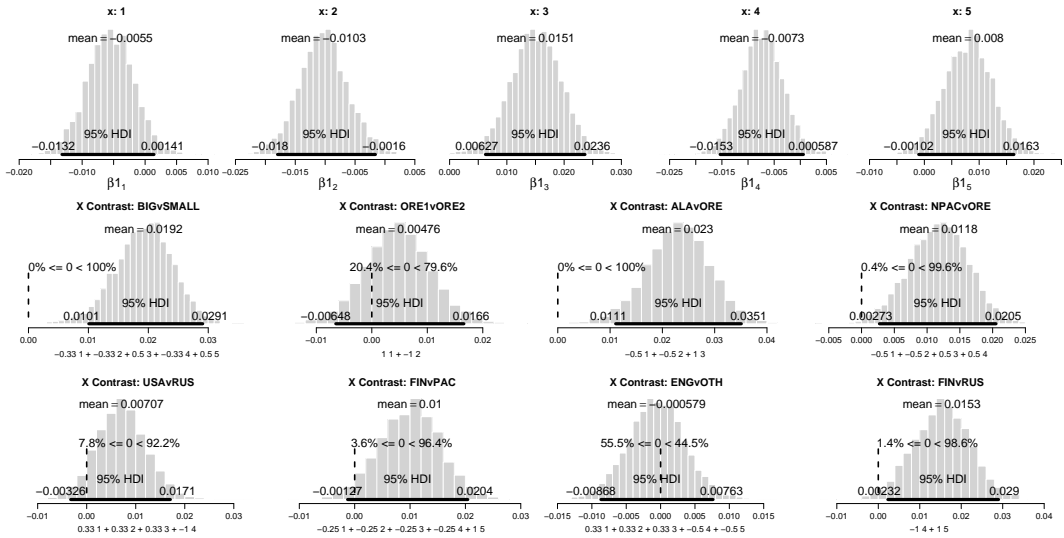 x: 1
mean = −0.0055
95% HDI
−0.0132 0.00141
−0.020 −0.015 −0.010 −0.005 0.000 0.005 0.010
β1₁
x: 2
mean = −0.0103
95% HDI
−0.018 −0.0016
−0.025 −0.015 −0.005 0.000 0.005
β1₂
x: 3
mean = 0.0151
95% HDI
0.00627 0.0236
0.000 0.010 0.020 0.030
β1₃
x: 4
mean = −0.0073
95% HDI
−0.0153 0.000587
−0.020 −0.015 −0.010 −0.005 0.000 0.005
β1₄
x: 5
mean = 0.008
95% HDI
−0.00102 0.0163
−0.010 0.000 0.010 0.020
β1₅
X Contrast: BIGvSMALL
mean = 0.0192
0% <= 0 < 100%
95% HDI
0.0101 0.0291
0.00 0.01 0.02 0.03
−0.33 1 + −0.33 2 + 0.5 3 + −0.33 4 + 0.5 5
X Contrast: ORE1vORE2
mean = 0.00476
20.4% <= 0 < 79.6%
95% HDI
−0.00648 0.0166
−0.01 0.00 0.01 0.02
1 1 + −1 2
X Contrast: ALAvORE
mean = 0.023
0% <= 0 < 100%
95% HDI
0.0111 0.0351
0.00 0.01 0.02 0.03 0.04
−0.5 1 + −0.5 2 + 1 3
X Contrast: NPACvORE
mean = 0.0118
0.4% <= 0 < 99.6%
95% HDI
0.00273 0.0205
−0.005 0.000 0.005 0.010 0.015 0.020 0.025
−0.5 1 + −0.5 2 + 0.5 3 + 0.5 4
X Contrast: USAvRUS
mean = 0.00707
7.8% <= 0 < 92.2%
95% HDI
−0.00326 0.0171
−0.01 0.00 0.01 0.02 0.03
0.33 1 + 0.33 2 + 0.33 3 + −1 4
X Contrast: FINvPAC
mean = 0.01
3.6% <= 0 < 96.4%
95% HDI
−0.00127 0.0204
−0.01 0.00 0.01 0.02 0.03
−0.25 1 + −0.25 2 + −0.25 3 + −0.25 4 + 1 5
X Contrast: ENGvOTH
mean = −0.000579
55.5% <= 0 < 44.5%
95% HDI
−0.00868 0.00763
−0.015 −0.010 −0.005 0.000 0.005 0.010 0.015
0.33 1 + 0.33 2 + 0.33 3 + −0.5 4 + −0.5 5
X Contrast: FINvRUS
mean = 0.0153
1.4% <= 0 < 98.6%
95% HDI
0.00232 0.029
−0.01 0.00 0.01 0.02 0.03 0.04
−1 4 + 1 5